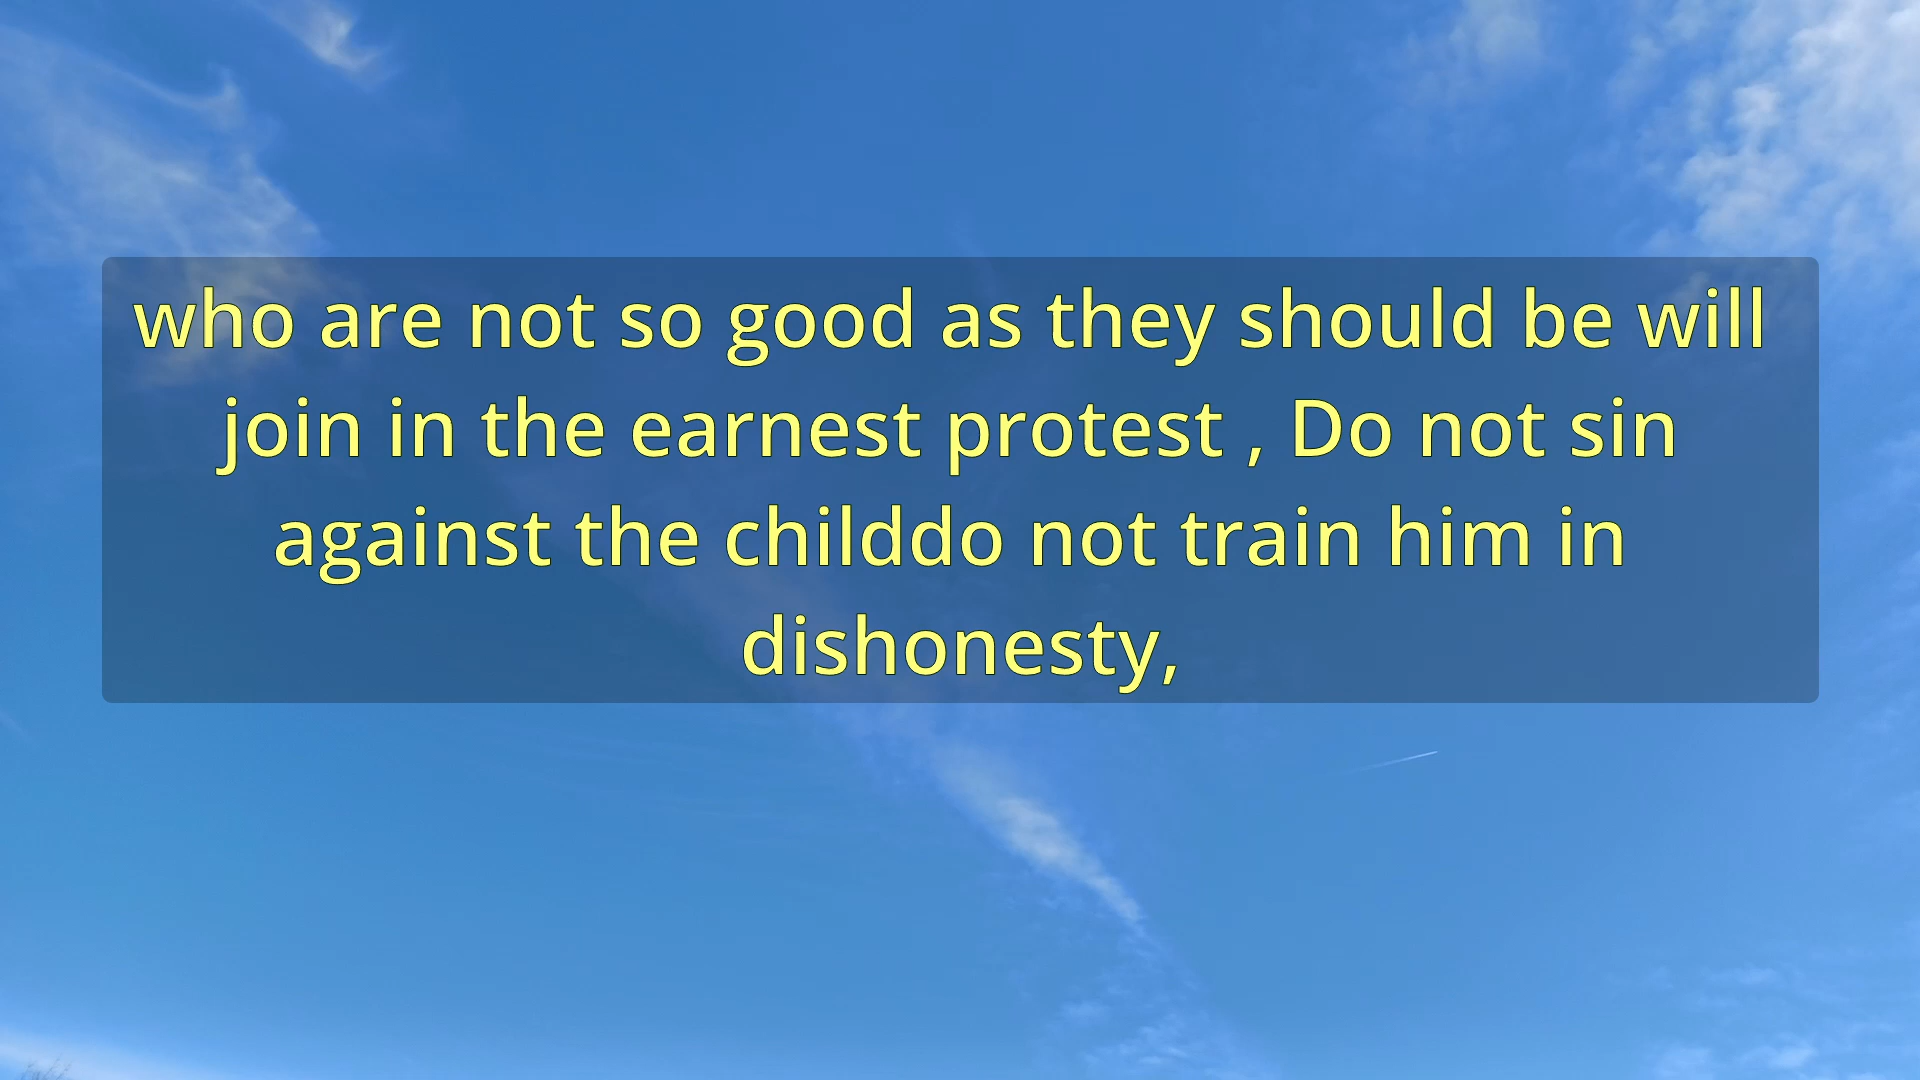 who are not so good as they should be will
join in the earnest protest , Do not sin
against the childdo not train him in
dishonesty,